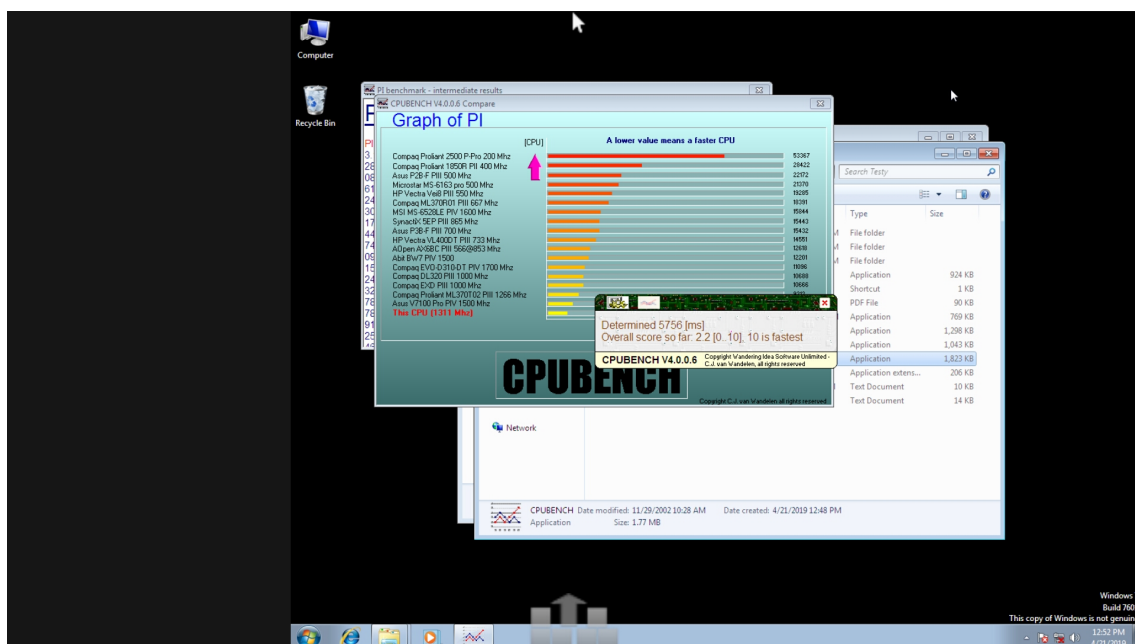 Computer
Recycle Bin
PI benchmark - intermediate results
CPUBENCH V4.0.0.6 Compare
Graph of PI
[CPU]
A lower value means a faster CPU
Compaq Proliant 2500 P-Pro 200 Mhz 53367
Compaq Proliant 1850R PII 400 Mhz 28422
Asus P2B-F PIII 500 Mhz 22172
Microstar MS-6163 pro 500 Mhz 21370
HP Vectra Vei8 PIII 550 Mhz 19285
Compaq ML370R01 PIII 667 Mhz 18391
MSI MS-6528LE PIV 1600 Mhz 15844
SynactiX 5EP PIII 865 Mhz 15443
Asus P3B-F PIII 700 Mhz 15432
HP Vectra VL400DT PIII 733 Mhz 14551
AOpen AX6BC PIII 566@853 Mhz 12618
Abit BW7 PIV 1500 12201
Compaq EVO-D310-DT PIV 1700 Mhz 11096
Compaq DL320 PIII 1000 Mhz 10688
Compaq EXD PIII 1000 Mhz 10666
Compaq Proliant ML370T02 PIII 1266 Mhz
Asus V7100 Pro PIV 1500 Mhz
This CPU (1311 Mhz)
Determined 5756 [ms]
Overall score so far: 2.2 [0..10], 10 is fastest
CPUBENCH V4.0.0.6
Copyright Wandering Idea Software Unlimited -
C.J. van Wandelen, all rights reserved
CPUBENCH
Copyright C.J. van Wandelen all rights reserved
Search Testy
Type Size
File folder
File folder
File folder
Application 924 KB
Shortcut 1 KB
PDF File 90 KB
Application 769 KB
Application 1,298 KB
Application 1,043 KB
Application 1,823 KB
Application extens... 206 KB
Text Document 10 KB
Text Document 14 KB
Network
CPUBENCH Date modified: 11/29/2002 10:28 AM Date created: 4/21/2019 12:48 PM
Application Size: 1.77 MB
Windows
Build 760
This copy of Windows is not genuin
12:52 PM
4/21/2019